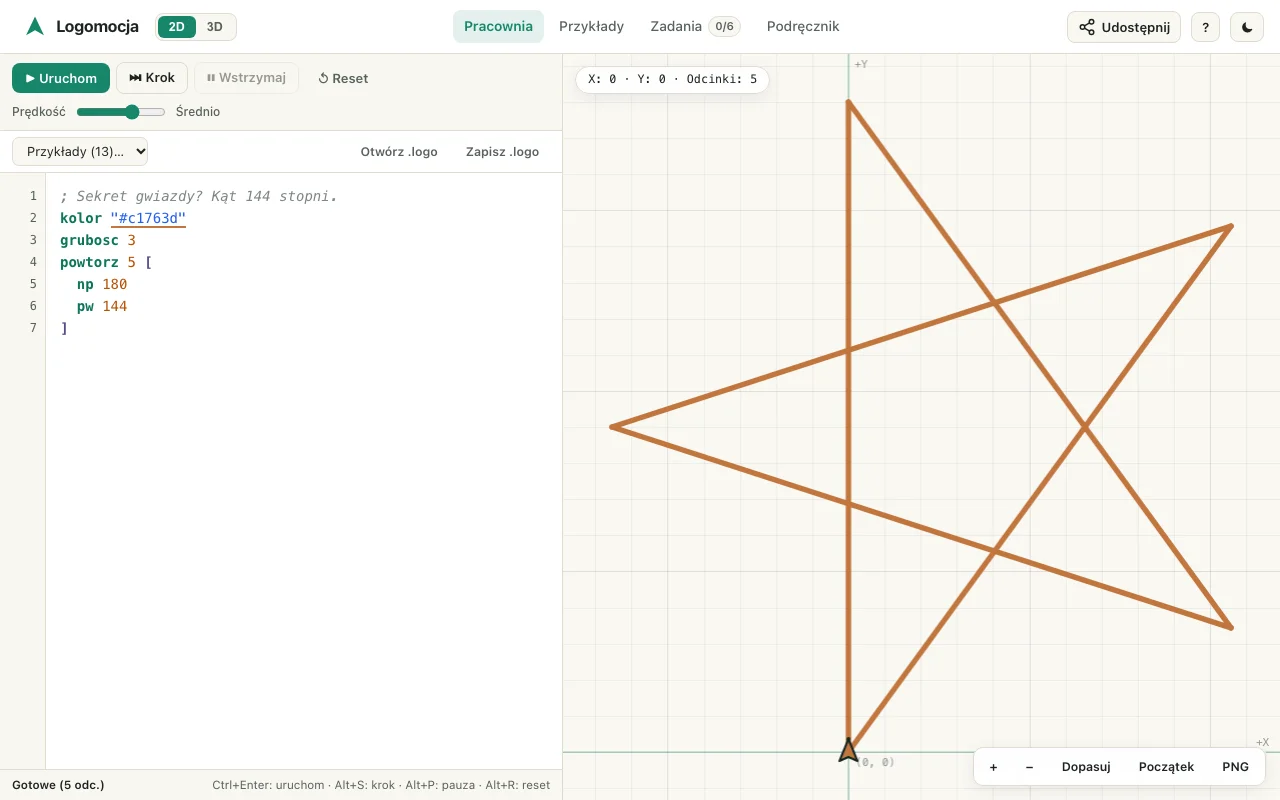 Logomocja 2D 3D Pracownia Przykłady Zadania 0/6 Podręcznik Udostępnij ?
Uruchom Krok Wstrzymaj Reset
Prędkość Średnio
Przykłady (13)... Otwórz .logo Zapisz .logo
1 ; Sekret gwiazdy? Kąt 144 stopni.
2 kolor "#c1763d"
3 grubosc 3
4 powtorz 5 [
5 np 180
6 pw 144
7 ]
Gotowe (5 odc.) Ctrl+Enter: uruchom · Alt+S: krok · Alt+P: pauza · Alt+R: reset
X: 0 · Y: 0 · Odcinki: 5
+Y
+X
(0, 0)
+ − Dopasuj Początek PNG